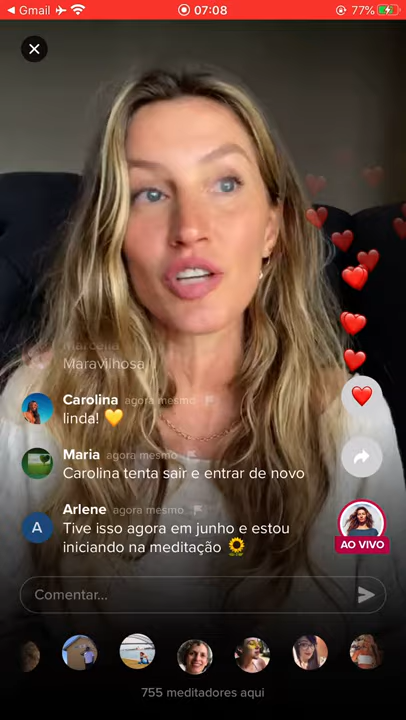 Gmail
07:08
77%
Marcella
Maravilhosa
Carolina agora mesmo
linda! 💛
Maria agora mesmo
Carolina tenta sair e entrar de novo
Arlene agora mesmo
A
Tive isso agora em junho e estou
iniciando na meditação 🌻
AO VIVO
Comentar...
755 meditadores aqui